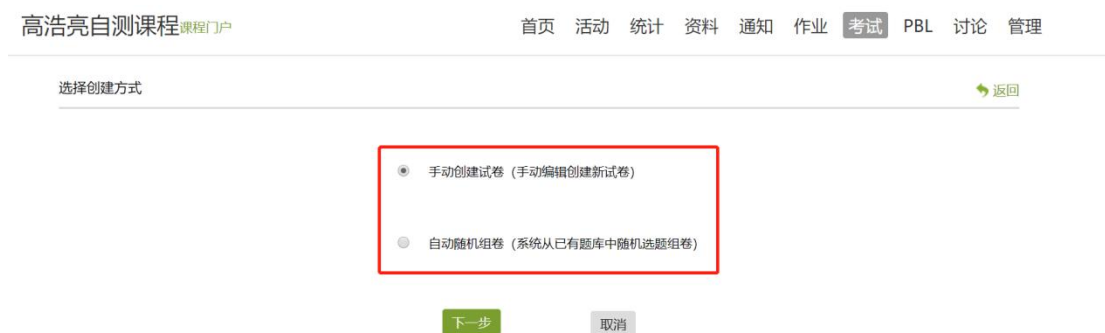 高浩亮自测课程课程门户 首页 活动 统计 资料 通知 作业 考试 PBL 讨论 管理
选择创建方式 返回
手动创建试卷（手动编辑创建新试卷）
自动随机组卷（系统从已有题库中随机选题组卷）
下一步 取消